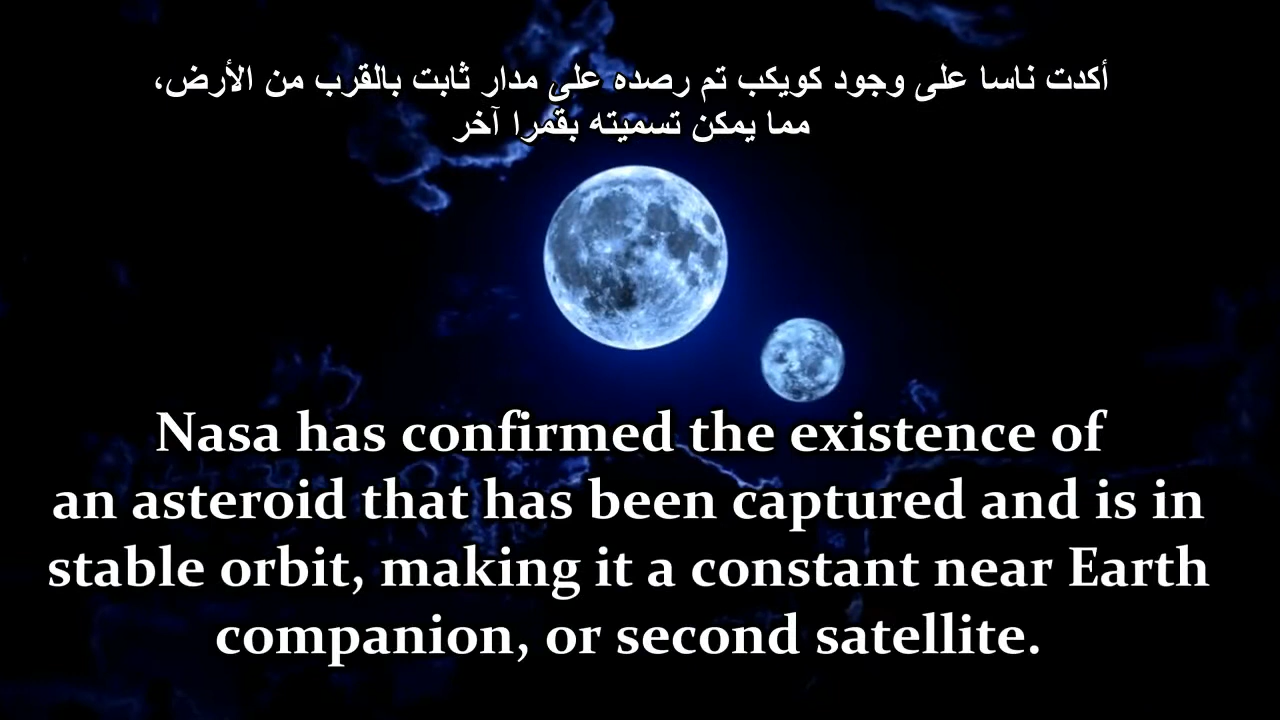 أكدت ناسا على وجود كويكب تم رصده على مدار ثابت بالقرب من الأرض،
مما يمكن تسميته بقمرا آخر
Nasa has confirmed the existence of
an asteroid that has been captured and is in
stable orbit, making it a constant near Earth
companion, or second satellite.